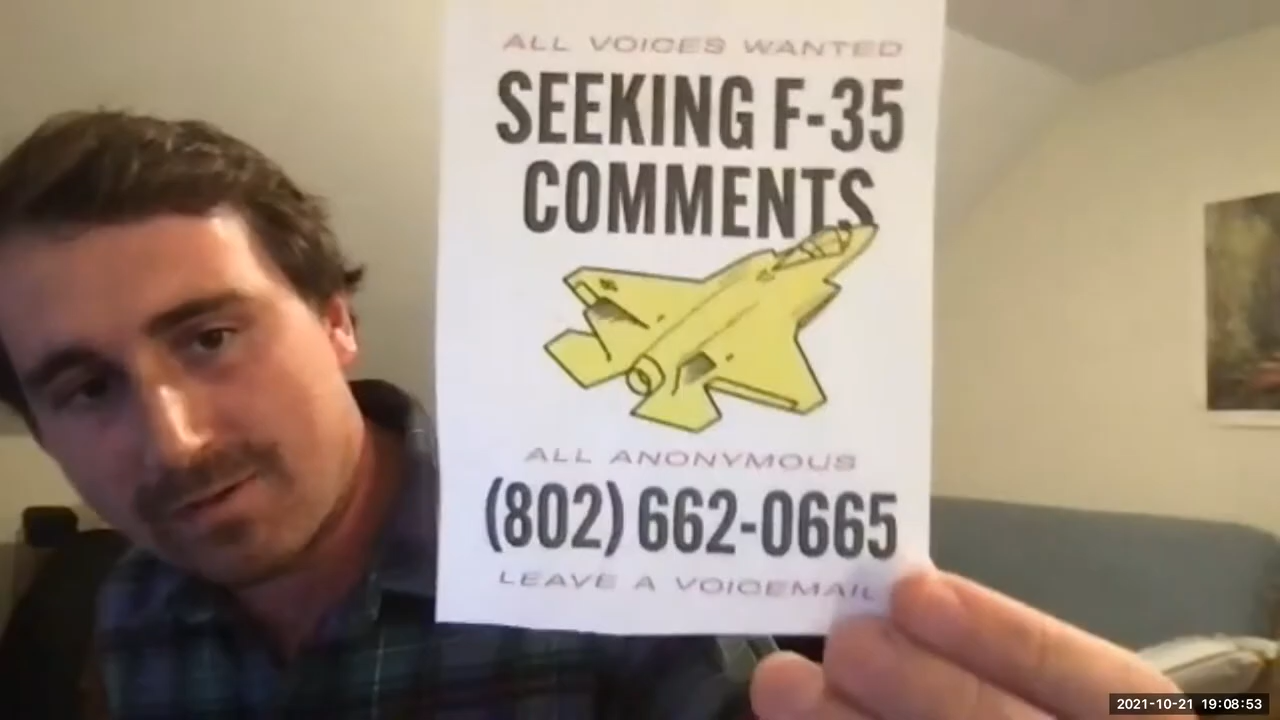 ALL VOICES WANTED
SEEKING F-35
COMMENTS
ALL ANONYMOUS
(802) 662-0665
LEAVE A VOICEMAIL
2021-10-21 19:08:53